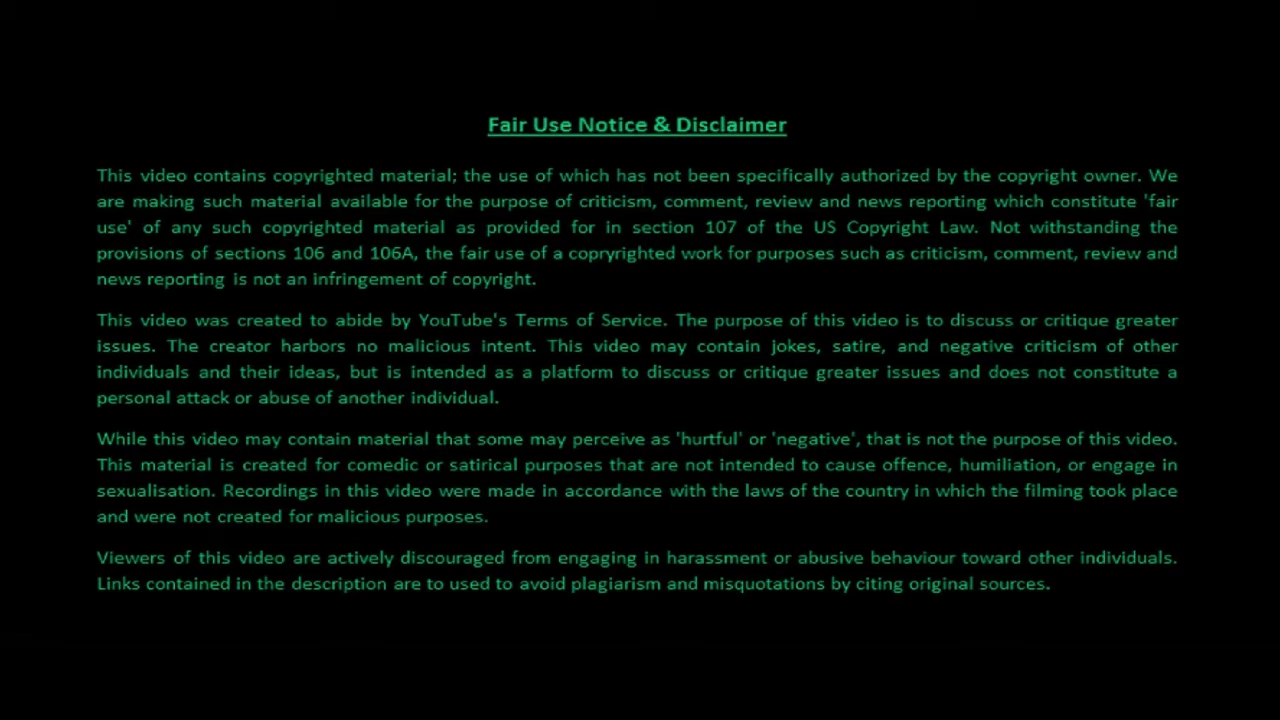 Fair Use Notice & Disclaimer
This video contains copyrighted material; the use of which has not been specifically authorized by the copyright owner. We
are making such material available for the purpose of criticism, comment, review and news reporting which constitute 'fair
use' of any such copyrighted material as provided for in section 107 of the US Copyright Law. Not withstanding the
provisions of sections 106 and 106A, the fair use of a copryrighted work for purposes such as criticism, comment, review and
news reporting is not an infringement of copyright.
This video was created to abide by YouTube's Terms of Service. The purpose of this video is to discuss or critique greater
issues. The creator harbors no malicious intent. This video may contain jokes, satire, and negative criticism of other
individuals and their ideas, but is intended as a platform to discuss or critique greater issues and does not constitute a
personal attack or abuse of another individual.
While this video may contain material that some may perceive as 'hurtful' or 'negative', that is not the purpose of this video.
This material is created for comedic or satirical purposes that are not intended to cause offence, humiliation, or engage in
sexualisation. Recordings in this video were made in accordance with the laws of the country in which the filming took place
and were not created for malicious purposes.
Viewers of this video are actively discouraged from engaging in harassment or abusive behaviour toward other individuals.
Links contained in the description are to used to avoid plagiarism and misquotations by citing original sources.